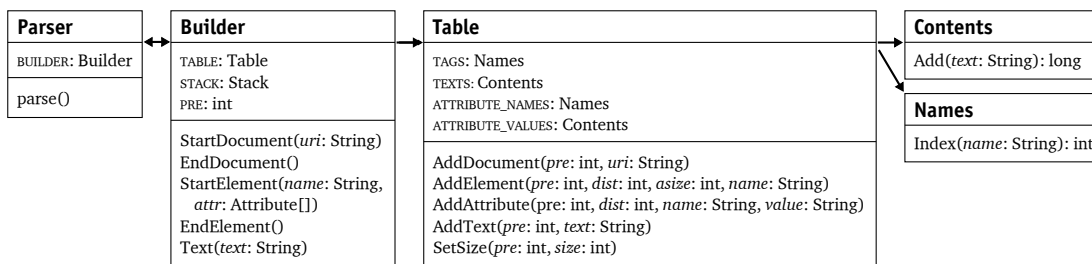 Parser
BUILDER: Builder
parse()
Builder
TABLE: Table
STACK: Stack
PRE: int
StartDocument(uri: String)
EndDocument()
StartElement(name: String,
attr: Attribute[])
EndElement()
Text(text: String)
Table
TAGS: Names
TEXTS: Contents
ATTRIBUTE_NAMES: Names
ATTRIBUTE_VALUES: Contents
AddDocument(pre: int, uri: String)
AddElement(pre: int, dist: int, asize: int, name: String)
AddAttribute(pre: int, dist: int, name: String, value: String)
AddText(pre: int, text: String)
SetSize(pre: int, size: int)
Contents
Add(text: String): long
Names
Index(name: String): int